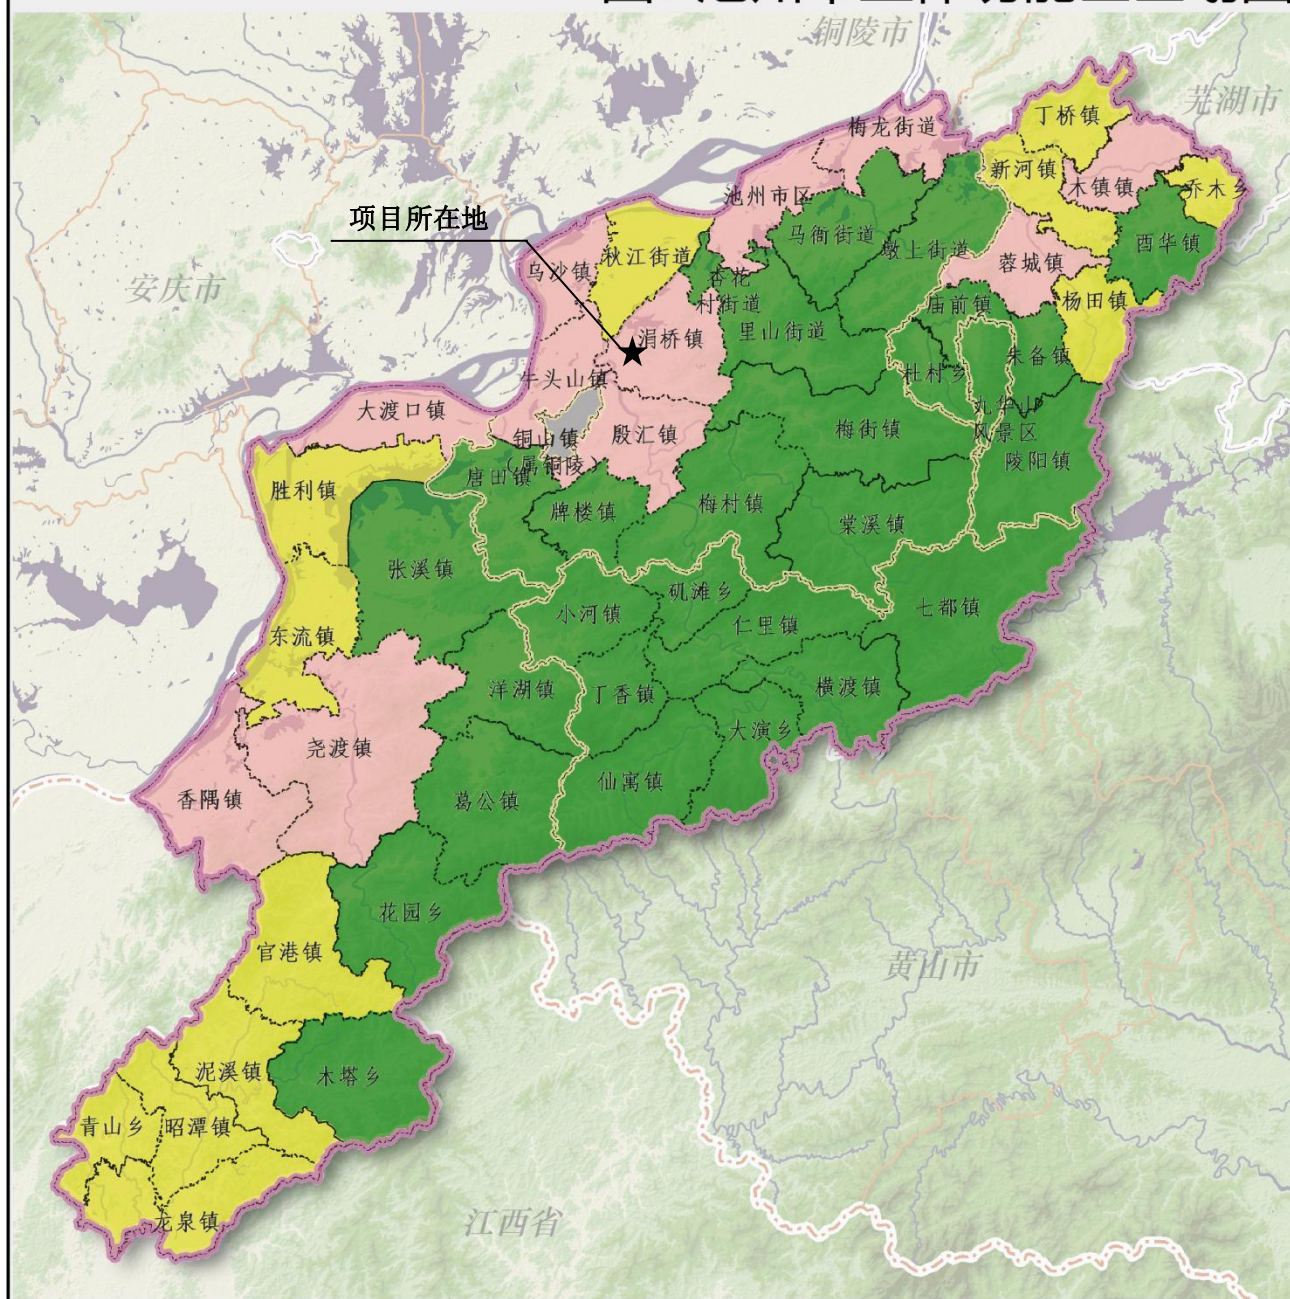 铜陵市
芜湖市
丁桥镇
梅龙街道
新河镇
木镇镇
乔木乡
池州市区
项目所在地
马衙街道
墩上街道
酉华镇
秋江街道
乌沙镇
蓉城镇
安庆市
杏花
村街道
庙前镇
杨田镇
涓桥镇
里山街道
朱备镇
杜村乡
牛头山镇
大渡口镇
九华山
风景区
铜山镇
(属铜陵)
殷汇镇
梅街镇
陵阳镇
唐田镇
胜利镇
牌楼镇
梅村镇
棠溪镇
张溪镇
矶滩乡
小河镇
仁里镇
七都镇
东流镇
洋湖镇
丁香镇
横渡镇
大演乡
尧渡镇
仙寓镇
香隅镇
葛公镇
花园乡
官港镇
黄山市
泥溪镇
木塔乡
青山乡
昭潭镇
龙泉镇
江西省